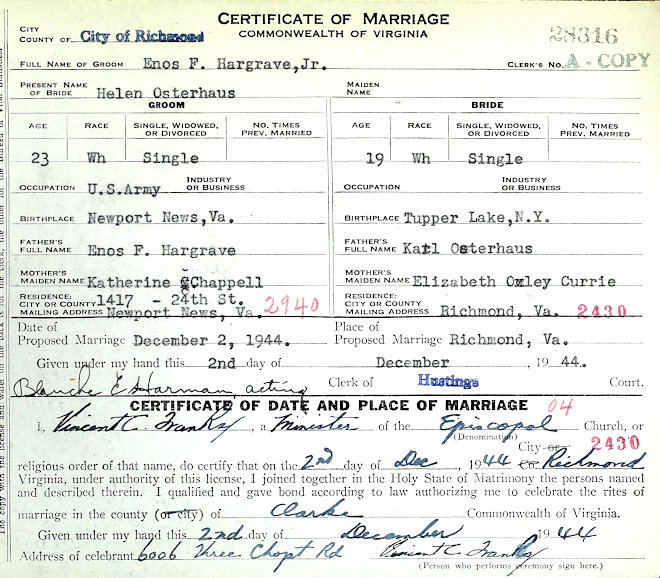 CERTIFICATE OF MARRIAGE
COMMONWEALTH OF VIRGINIA
CITY
COUNTY OF City of Richmond
28316
FULL NAME OF GROOM Enos F. Hargrave,Jr. CLERK'S No. A - COPY
PRESENT NAME OF BRIDE Helen Osterhaus MAIDEN NAME
GROOM BRIDE
AGE RACE SINGLE, WIDOWED, OR DIVORCED NO. TIMES PREV. MARRIED AGE RACE SINGLE, WIDOWED, OR DIVORCED NO. TIMES PREV. MARRIED
23 Wh Single 19 Wh Single
OCCUPATION U.S.Army INDUSTRY OR BUSINESS OCCUPATION INDUSTRY OR BUSINESS
BIRTHPLACE Newport News,Va. BIRTHPLACE Tupper Lake,N.Y.
FATHER'S FULL NAME Enos F. Hargrave FATHER'S FULL NAME Karl Osterhaus
MOTHER'S MAIDEN NAME Katherine Chappell MOTHER'S MAIDEN NAME Elizabeth Oxley Currie
RESIDENCE: CITY OR COUNTY MAILING ADDRESS 1417 - 24th St. Newport News, Va. 2940 RESIDENCE: CITY OR COUNTY MAILING ADDRESS Richmond, Va. 2430
Date of Proposed Marriage December 2, 1944. Place of Proposed Marriage Richmond, Va.
Given under my hand this 2nd day of December, 1944.
Blanche E Harman, acting Clerk of Hustings Court.
CERTIFICATE OF DATE AND PLACE OF MARRIAGE 04
I, Vincent C. Franks, a Minister of the Episcopal Church, or
(Denomination) City or 2430
religious order of that name, do certify that on the 2nd day of Dec, 1944 Co. Richmond
Virginia, under authority of this license, I joined together in the Holy State of Matrimony the persons named
and described therein. I qualified and gave bond according to law authorizing me to celebrate the rites of
marriage in the county (or city) of Clarke Commonwealth of Virginia.
Given under my hand this 2nd day of December 1944
Address of celebrant 6006 Three Chopt Rd Vincent C Franks
(Person who performs ceremony sign here.)